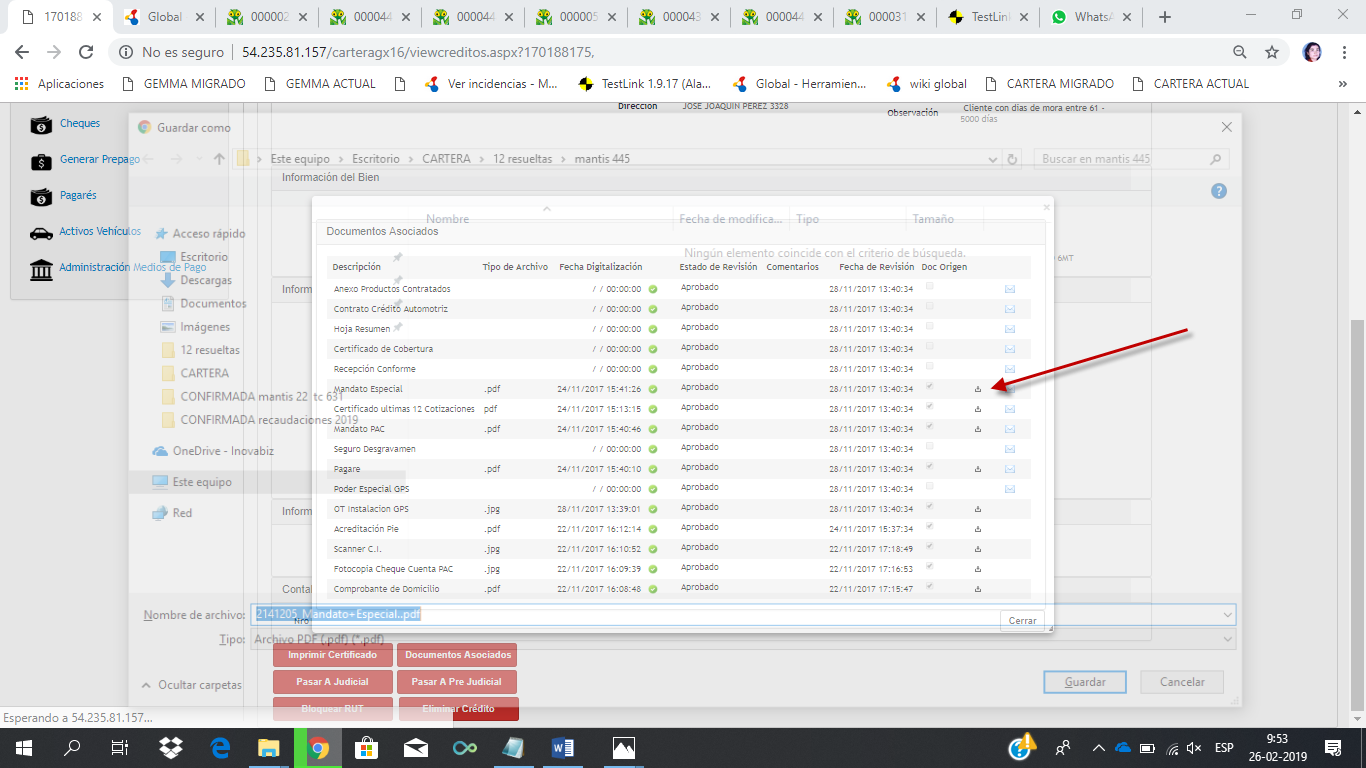 170188
Global
000002
000044
000044
000005
000043
000044
000031
TestLin
Whats
No es seguro
54.235.81.157/carteragx16/viewcreditos.aspx?170188175,
Aplicaciones
GEMMA MIGRADO
GEMMA ACTUAL
Ver incidencias - M...
TestLink 1.9.17 (Ala...
Global - Herramien...
wiki global
CARTERA MIGRADO
CARTERA ACTUAL
»
Direccion
JOSE JOAQUIN PEREZ 3328
Observación
Cliente con dias de mora entre 61 -
5000 días
Cheques
Generar Prepago
Pagarés
Activos Vehículos
Administración Medios de Pago
Guardar como
Este equipo > Escritorio > CARTERA > 12 resueltas > mantis 445
Buscar en mantis 445
Información del Bien
Nombre
Fecha de modifica...
Tipo
Tamaño
Acceso rápido
Escritorio
Descargas
Documentos
Imágenes
12 resueltas
CARTERA
CONFIRMADA mantis 22 tc 631
CONFIRMADA recaudaciones 2019
OneDrive - Inovabiz
Este equipo
Red
Documentos Asociados
Ningún elemento coincide con el criterio de búsqueda.
6MT
Descripción Tipo de Archivo Fecha Digitalización Estado de Revisión Comentarios Fecha de Revisión Doc Origen
Anexo Productos Contratados / / 00:00:00 Aprobado 28/11/2017 13:40:34
Contrato Crédito Automotriz / / 00:00:00 Aprobado 28/11/2017 13:40:34
Hoja Resumen / / 00:00:00 Aprobado 28/11/2017 13:40:34
Certificado de Cobertura / / 00:00:00 Aprobado 28/11/2017 13:40:34
Recepción Conforme / / 00:00:00 Aprobado 28/11/2017 13:40:34
Mandato Especial .pdf 24/11/2017 15:41:26 Aprobado 28/11/2017 13:40:34
Certificado ultimas 12 Cotizaciones .pdf 24/11/2017 15:13:15 Aprobado 28/11/2017 13:40:34
Mandato PAC .pdf 24/11/2017 15:40:46 Aprobado 28/11/2017 13:40:34
Seguro Desgravamen / / 00:00:00 Aprobado 28/11/2017 13:40:34
Pagare .pdf 24/11/2017 15:40:10 Aprobado 28/11/2017 13:40:34
Poder Especial GPS / / 00:00:00 Aprobado 28/11/2017 13:40:34
OT Instalacion GPS .jpg 28/11/2017 13:39:01 Aprobado 28/11/2017 13:40:34
Acreditación Pie .pdf 22/11/2017 16:12:14 Aprobado 24/11/2017 15:37:34
Scanner C.I. .jpg 22/11/2017 16:10:52 Aprobado 22/11/2017 17:18:49
Fotocopia Cheque Cuenta PAC .jpg 22/11/2017 16:09:39 Aprobado 22/11/2017 17:16:53
Comprobante de Domicilio .pdf 22/11/2017 16:08:48 Aprobado 22/11/2017 17:15:47
Inform
Inform
Contal
Nro
Cerrar
Nombre de archivo: 2141205_Mandato+Especial..pdf
Tipo: Archivo PDF (.pdf) (*.pdf)
Imprimir Certificado
Documentos Asociados
Pasar A Judicial
Pasar A Pre Judicial
Bloquear RUT
Eliminar Crédito
Ocultar carpetas
Guardar
Cancelar
Esperando a 54.235.81.157...
ESP
9:53
26-02-2019